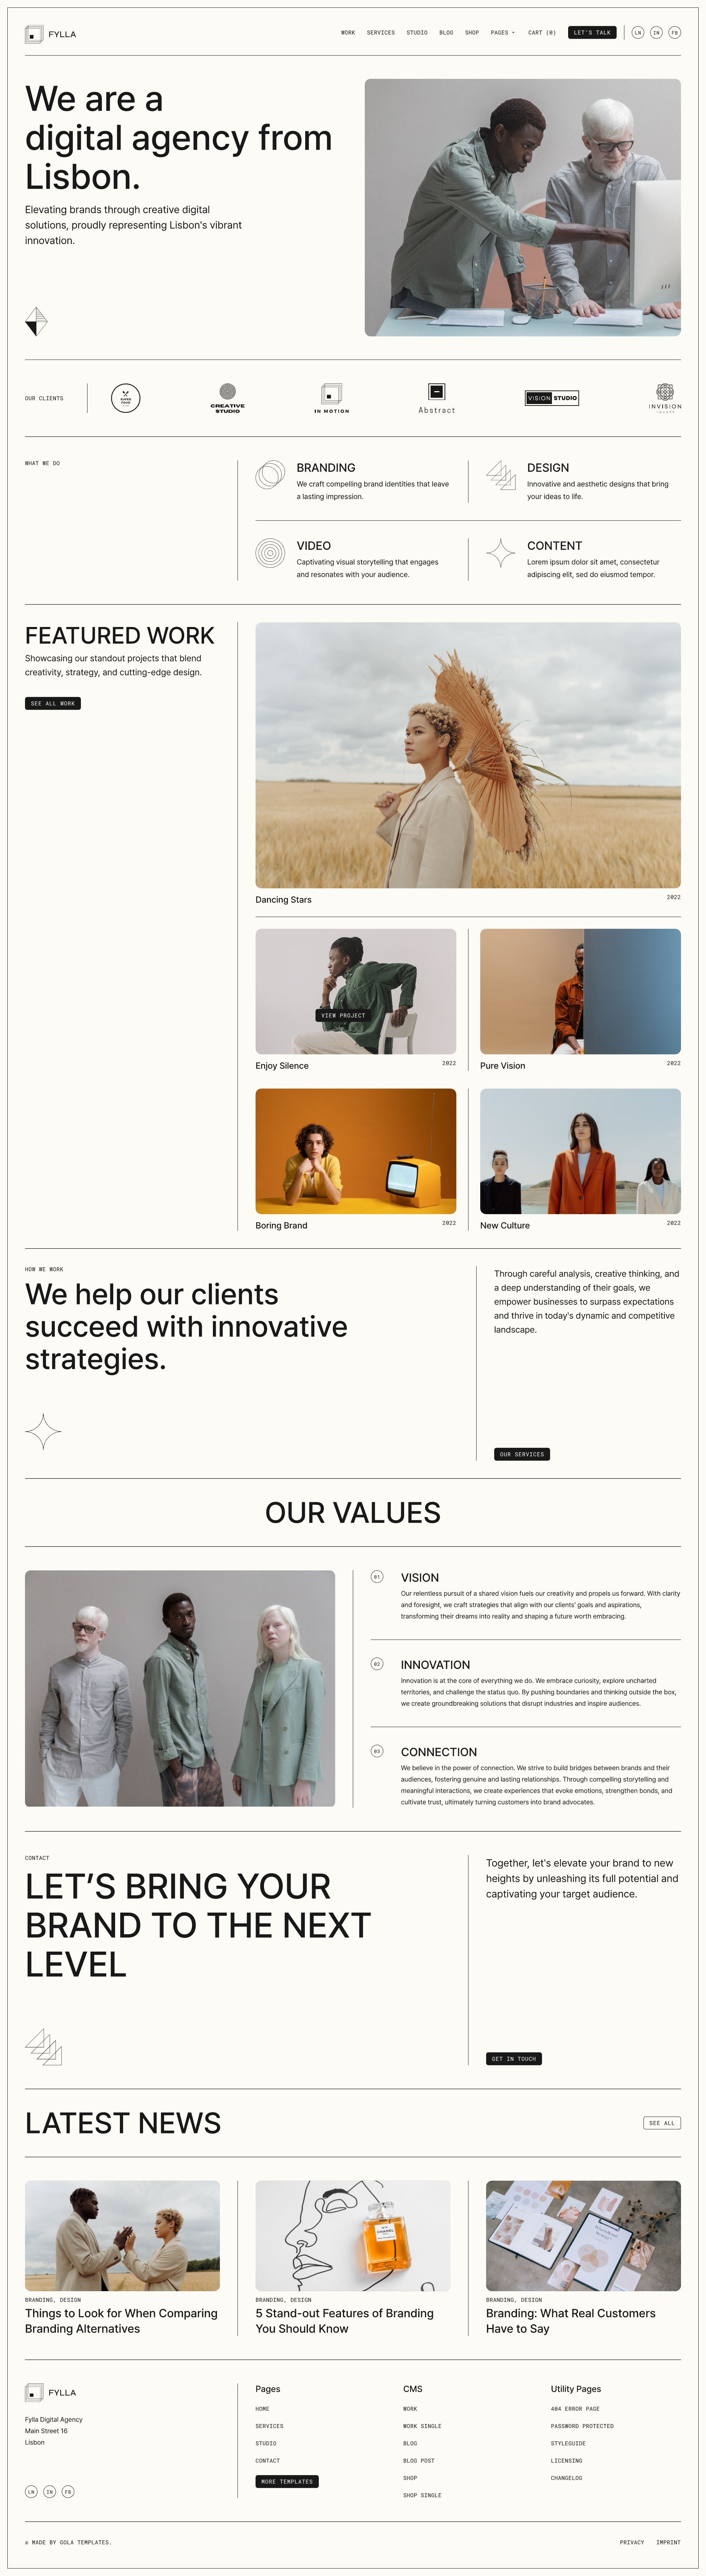 FYLLA
WORK SERVICES STUDIO BLOG SHOP PAGES CART (0) LET'S TALK LN IN FB
We are a
digital agency from
Lisbon.
Elevating brands through creative digital
solutions, proudly representing Lisbon's vibrant
innovation.
OUR CLIENTS
SUPER
FOOD
CREATIVE
STUDIO
IN MOTION
Abstract
VISION STUDIO
INVISION
WHAT WE DO
BRANDING
We craft compelling brand identities that leave
a lasting impression.
DESIGN
Innovative and aesthetic designs that bring
your ideas to life.
VIDEO
Captivating visual storytelling that engages
and resonates with your audience.
CONTENT
Lorem ipsum dolor sit amet, consectetur
adipiscing elit, sed do eiusmod tempor.
FEATURED WORK
Showcasing our standout projects that blend
creativity, strategy, and cutting-edge design.
SEE ALL WORK
Dancing Stars 2022
VIEW PROJECT
Enjoy Silence 2022
Pure Vision 2022
Boring Brand 2022
New Culture 2022
HOW WE WORK
We help our clients
succeed with innovative
strategies.
Through careful analysis, creative thinking, and
a deep understanding of their goals, we
empower businesses to surpass expectations
and thrive in today's dynamic and competitive
landscape.
OUR SERVICES
OUR VALUES
01
VISION
Our relentless pursuit of a shared vision fuels our creativity and propels us forward. With clarity
and foresight, we craft strategies that align with our clients' goals and aspirations,
transforming their dreams into reality and shaping a future worth embracing.
02
INNOVATION
Innovation is at the core of everything we do. We embrace curiosity, explore uncharted
territories, and challenge the status quo. By pushing boundaries and thinking outside the box,
we create groundbreaking solutions that disrupt industries and inspire audiences.
03
CONNECTION
We believe in the power of connection. We strive to build bridges between brands and their
audiences, fostering genuine and lasting relationships. Through compelling storytelling and
meaningful interactions, we create experiences that evoke emotions, strengthen bonds, and
cultivate trust, ultimately turning customers into brand advocates.
CONTACT
LET'S BRING YOUR
BRAND TO THE NEXT
LEVEL
Together, let's elevate your brand to new
heights by unleashing its full potential and
captivating your target audience.
GET IN TOUCH
LATEST NEWS
SEE ALL
CHANEL
BRANDING, DESIGN
Things to Look for When Comparing
Branding Alternatives
BRANDING, DESIGN
5 Stand-out Features of Branding
You Should Know
BRANDING, DESIGN
Branding: What Real Customers
Have to Say
FYLLA
Fylla Digital Agency
Main Street 16
Lisbon
LN IN FB
Pages
HOME
SERVICES
STUDIO
CONTACT
MORE TEMPLATES
CMS
WORK
WORK SINGLE
BLOG
BLOG POST
SHOP
SHOP SINGLE
Utility Pages
404 ERROR PAGE
PASSWORD PROTECTED
STYLEGUIDE
LICENSING
CHANGELOG
© MADE BY GOLA TEMPLATES.
PRIVACY IMPRINT